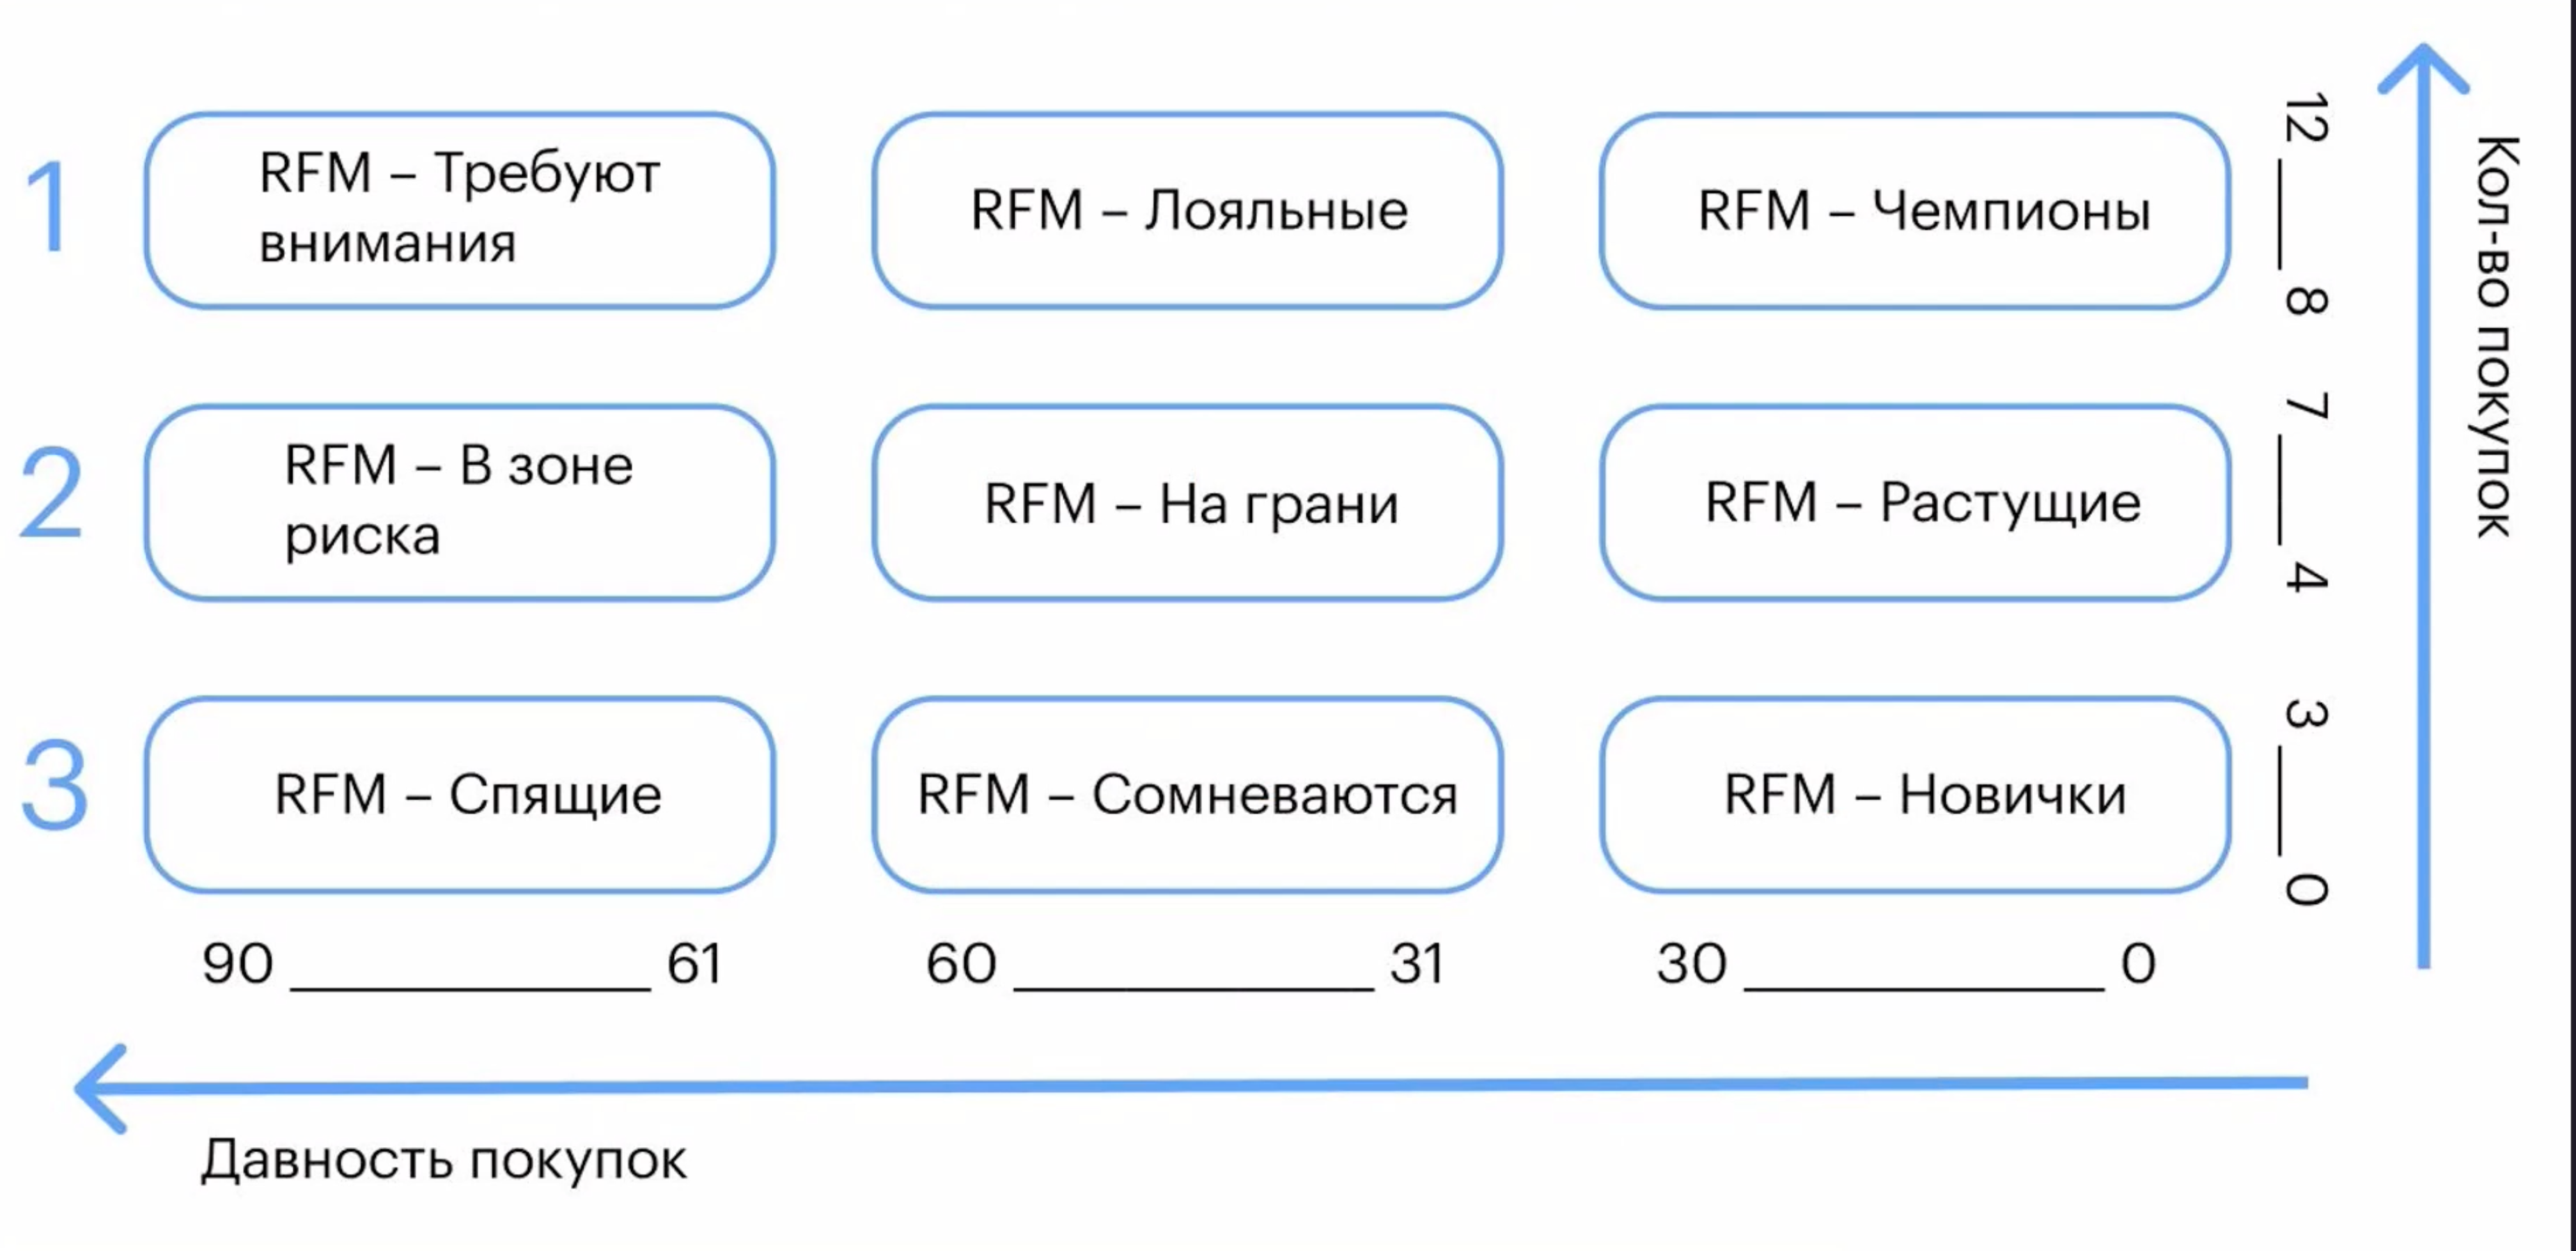 1
RFM – Требуют
внимания
RFM – Лояльные
RFM – Чемпионы
12 ___ 8
2
RFM – В зоне
риска
RFM – На грани
RFM – Растущие
7 ___ 4
3
RFM – Спящие
RFM – Сомневаются
RFM – Новички
3 ___ 0
Кол-во покупок
90 ___ 61
60 ___ 31
30 ___ 0
Давность покупок